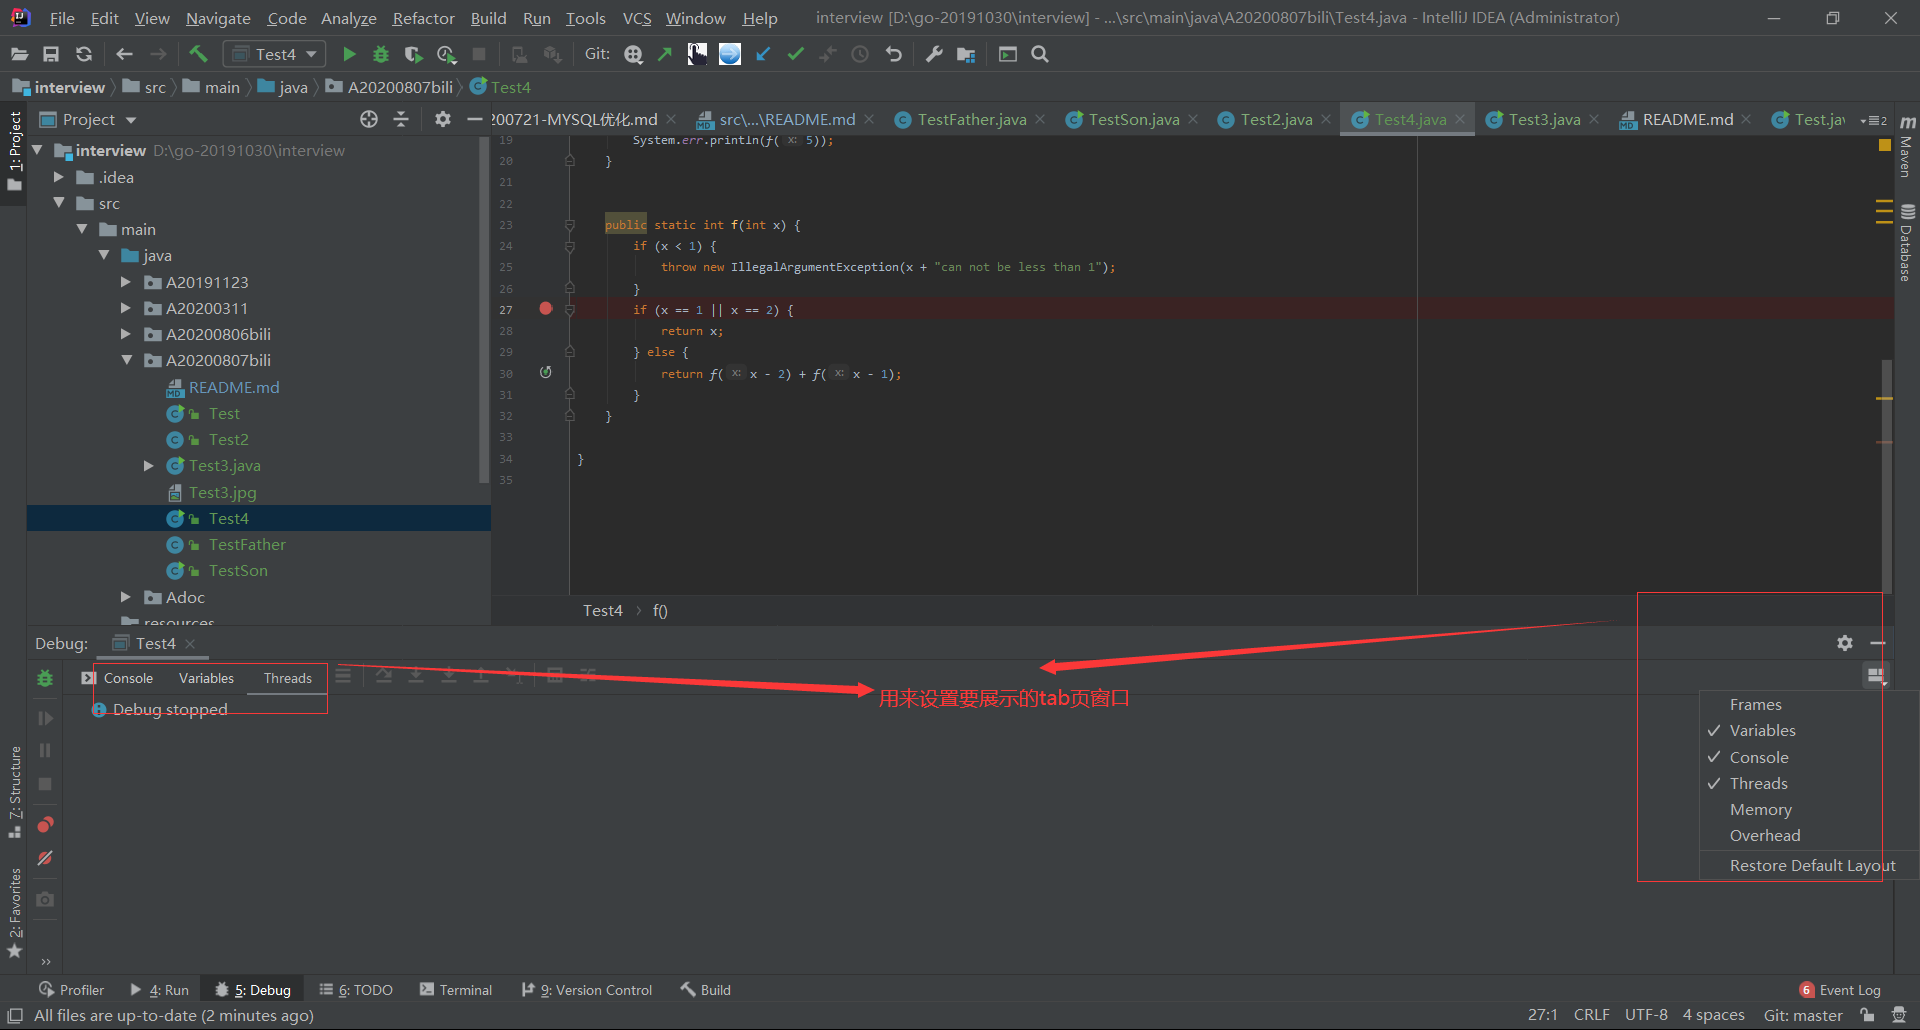 File Edit View Navigate Code Analyze Refactor Build Run Tools VCS Window Help interview [D:\go-20191030\interview] - ...\src\main\java\A20200807bili\Test4.java - IntelliJ IDEA (Administrator)
Test4 Git:
interview src main java A20200807bili Test4
Project 200721-MYSQL优化.md src\...\README.md TestFather.java TestSon.java Test2.java Test4.java Test3.java README.md Test.jav 2
1: Project
7: Structure
2: Favorites
Maven
Database
interview D:\go-20191030\interview
.idea
src
main
java
A20191123
A20200311
A20200806bili
A20200807bili
README.md
Test
Test2
Test3.java
Test3.jpg
Test4
TestFather
TestSon
Adoc
resources
19 System.err.println(f( x: 5));
20 }
21
22
23 public static int f(int x) {
24 if (x < 1) {
25 throw new IllegalArgumentException(x + "can not be less than 1");
26 }
27 if (x == 1 || x == 2) {
28 return x;
29 } else {
30 return f( x: x - 2) + f( x: x - 1);
31 }
32 }
33
34 }
35
Test4 f()
Debug: Test4
Console Variables Threads
Debug stopped
用来设置要展示的tab页窗口
Frames
Variables
Console
Threads
Memory
Overhead
Restore Default Layout
Profiler 4: Run 5: Debug 6: TODO Terminal 9: Version Control Build 6 Event Log
All files are up-to-date (2 minutes ago) 27:1 CRLF UTF-8 4 spaces Git: master